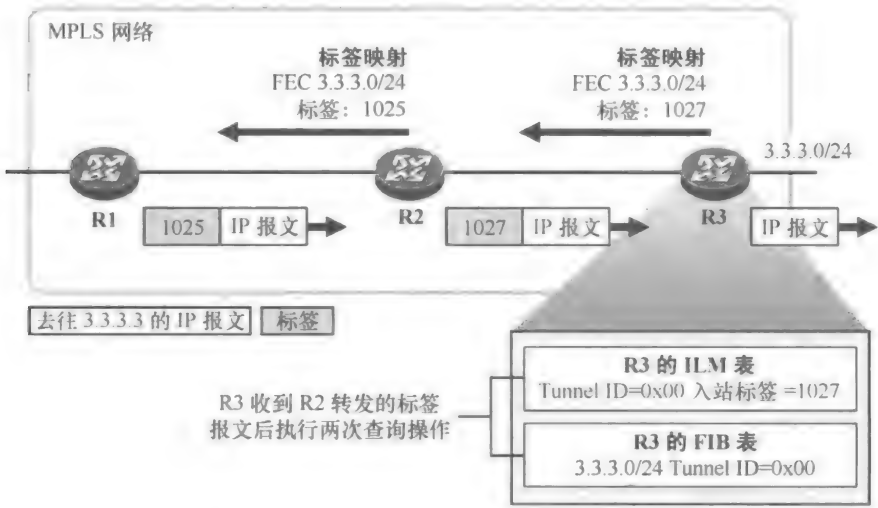 MPLS 网络
标签映射
FEC 3.3.3.0/24
标签：1025
标签映射
FEC 3.3.3.0/24
标签：1027
3.3.3.0/24
R1
R2
R3
1025 IP 报文
1027 IP 报文
IP 报文
去往 3.3.3.3 的 IP 报文 标签
R3 收到 R2 转发的标签
报文后执行两次查询操作
R3 的 ILM 表
Tunnel ID=0x00 入站标签 =1027
R3 的 FIB 表
3.3.3.0/24 Tunnel ID=0x00